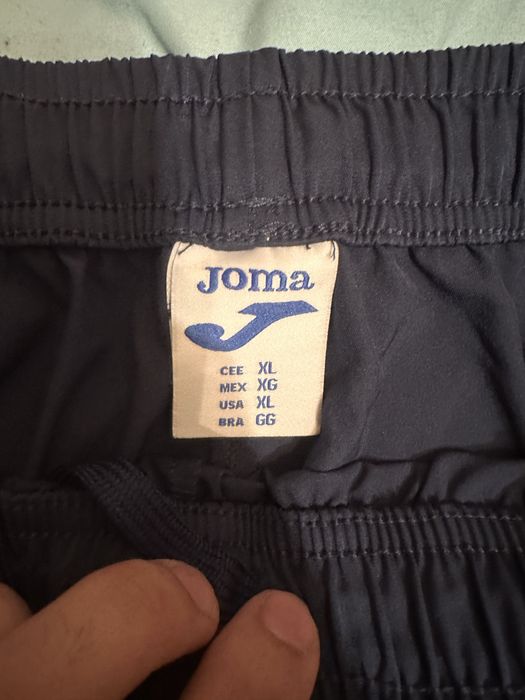 Joma
CEE XL
MEX XG
USA XL
BRA GG